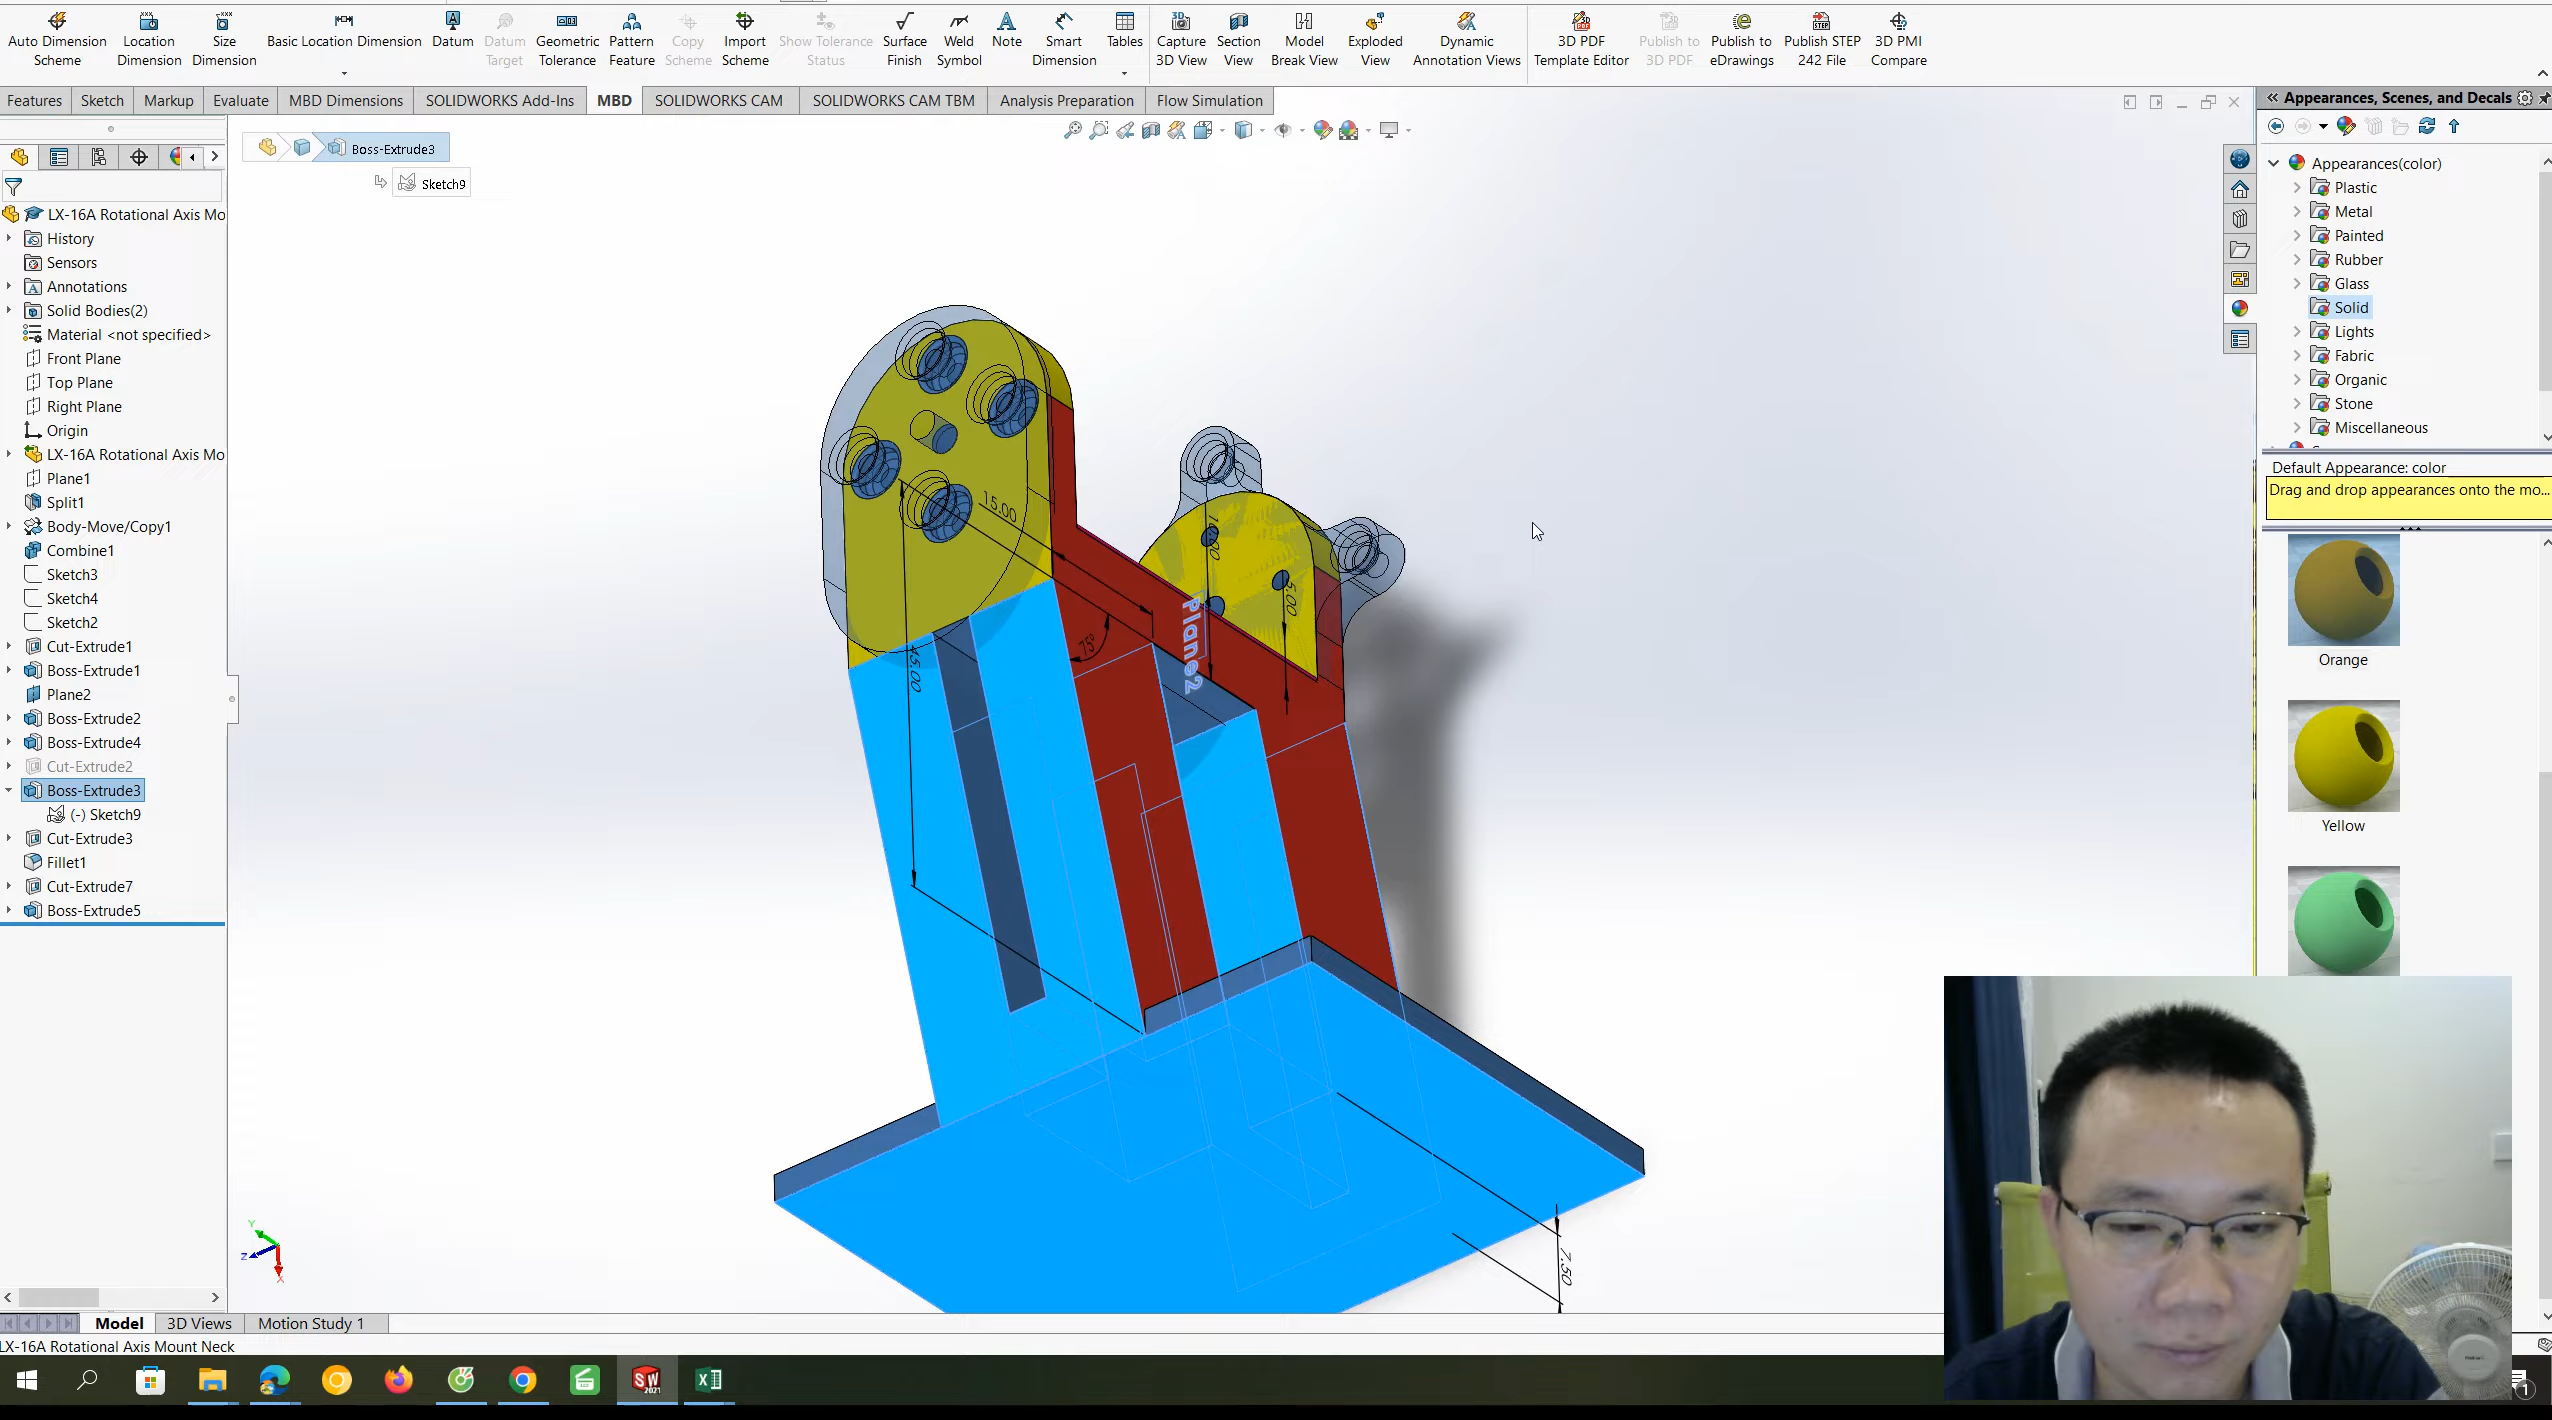 Auto Dimension Scheme
Location Dimension
Size Dimension
Basic Location Dimension
Datum
Datum Target
Geometric Tolerance
Pattern Feature
Copy Scheme
Import Scheme
Show Tolerance Status
Surface Finish
Weld Symbol
Note
Smart Dimension
Tables
Capture 3D View
Section View
Model Break View
Exploded View
Dynamic Annotation Views
3D PDF Template Editor
Publish to 3D PDF
Publish to eDrawings
Publish STEP 242 File
3D PMI Compare
Features
Sketch
Markup
Evaluate
MBD Dimensions
SOLIDWORKS Add-Ins
MBD
SOLIDWORKS CAM
SOLIDWORKS CAM TBM
Analysis Preparation
Flow Simulation
Boss-Extrude3
Sketch9
LX-16A Rotational Axis Mo
History
Sensors
Annotations
Solid Bodies(2)
Material <not specified>
Front Plane
Top Plane
Right Plane
Origin
LX-16A Rotational Axis Mo
Plane1
Split1
Body-Move/Copy1
Combine1
Sketch3
Sketch4
Sketch2
Cut-Extrude1
Boss-Extrude1
Plane2
Boss-Extrude2
Boss-Extrude4
Cut-Extrude2
Boss-Extrude3
(-) Sketch9
Cut-Extrude3
Fillet1
Cut-Extrude7
Boss-Extrude5
15.00
5.00
75°
Plane2
7.50
Y
Z
X
Appearances, Scenes, and Decals
Appearances(color)
Plastic
Metal
Painted
Rubber
Glass
Solid
Lights
Fabric
Organic
Stone
Miscellaneous
Default Appearance: color
Drag and drop appearances onto the mo...
Orange
Yellow
Model
3D Views
Motion Study 1
LX-16A Rotational Axis Mount Neck
SW
2021
1